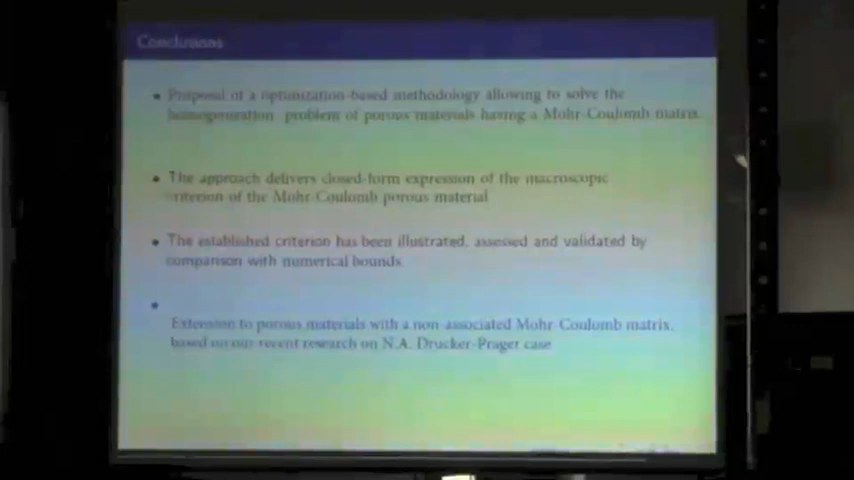 Conclusions
• Proposal of a optimization-based methodology allowing to solve the
homogenization problem of porous materials having a Mohr-Coulomb matrix.
• The approach delivers closed-form expression of the macroscopic
criterion of the Mohr-Coulomb porous material
• The established criterion has been illustrated, assessed and validated by
comparison with numerical bounds
•
Extension to porous materials with a non-associated Mohr-Coulomb matrix,
based on our recent research on N.A. Drucker-Prager case